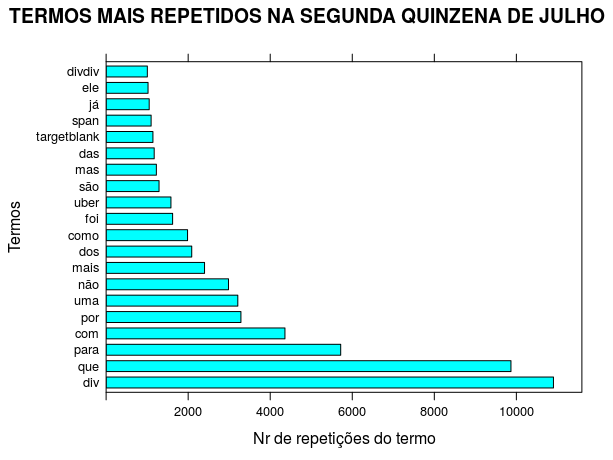 TERMOS MAIS REPETIDOS NA SEGUNDA QUINZENA DE JULHO
divdiv
ele
já
span
targetblank
das
mas
são
uber
foi
como
dos
mais
não
uma
por
com
para
que
div
Termos
2000 4000 6000 8000 10000
Nr de repetições do termo